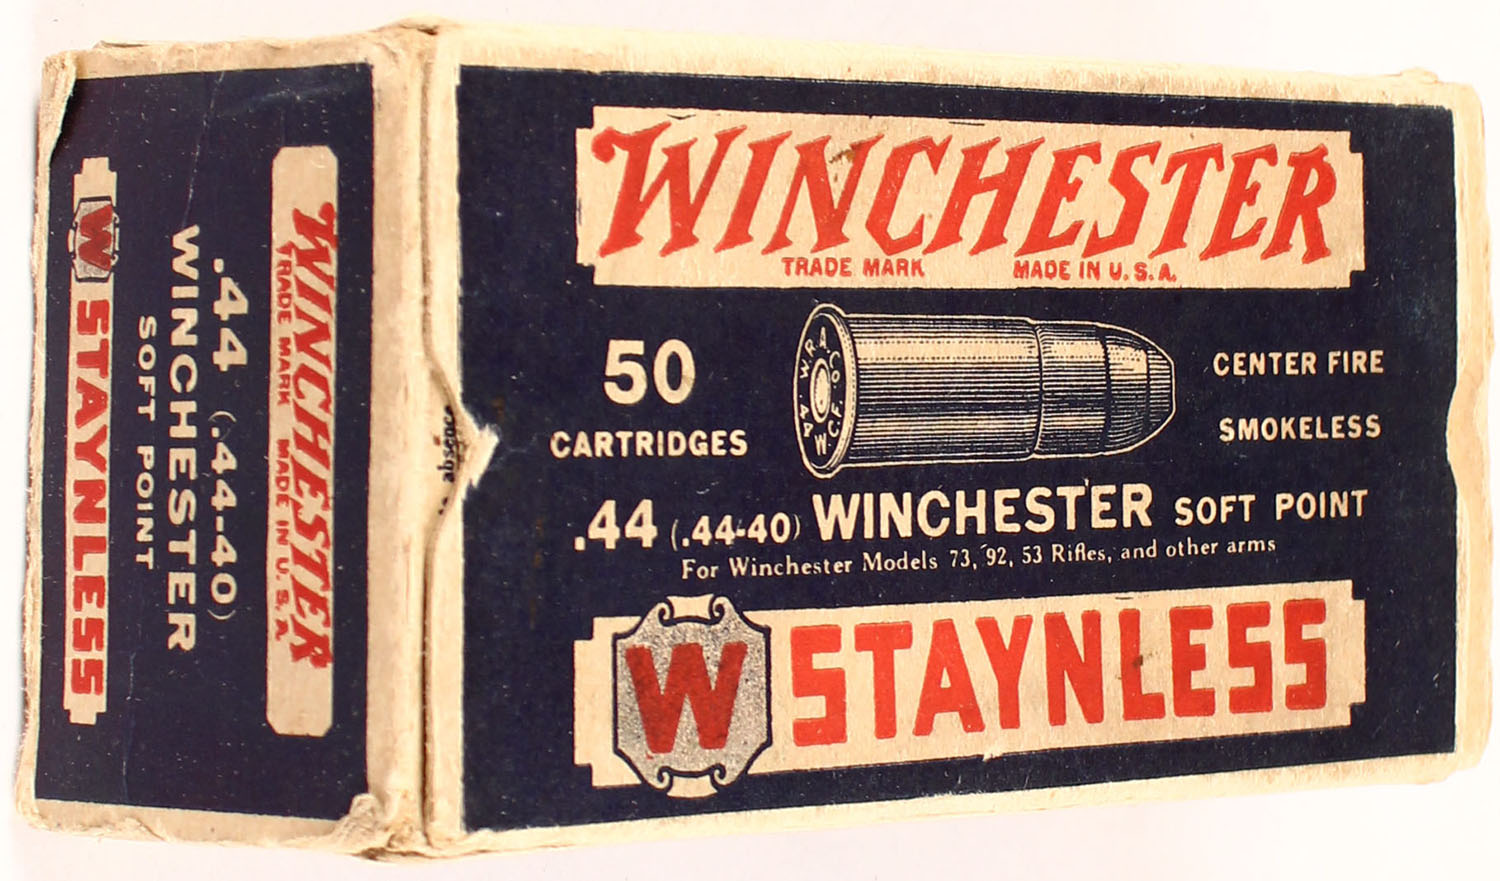 WINCHESTER
TRADE MARK MADE IN U.S.A.
50
CARTRIDGES
W.R.A.Co.
.44 W.C.F.
CENTER FIRE
SMOKELESS
.44 (.44-40) WINCHESTER SOFT POINT
For Winchester Models 73, '92, 53 Rifles, and other arms
W STAYNLESS
WINCHESTER
TRADE MARK MADE IN U.S.A.
.44 (.44-40)
WINCHESTER
SOFT POINT
W STAYNLESS
absence